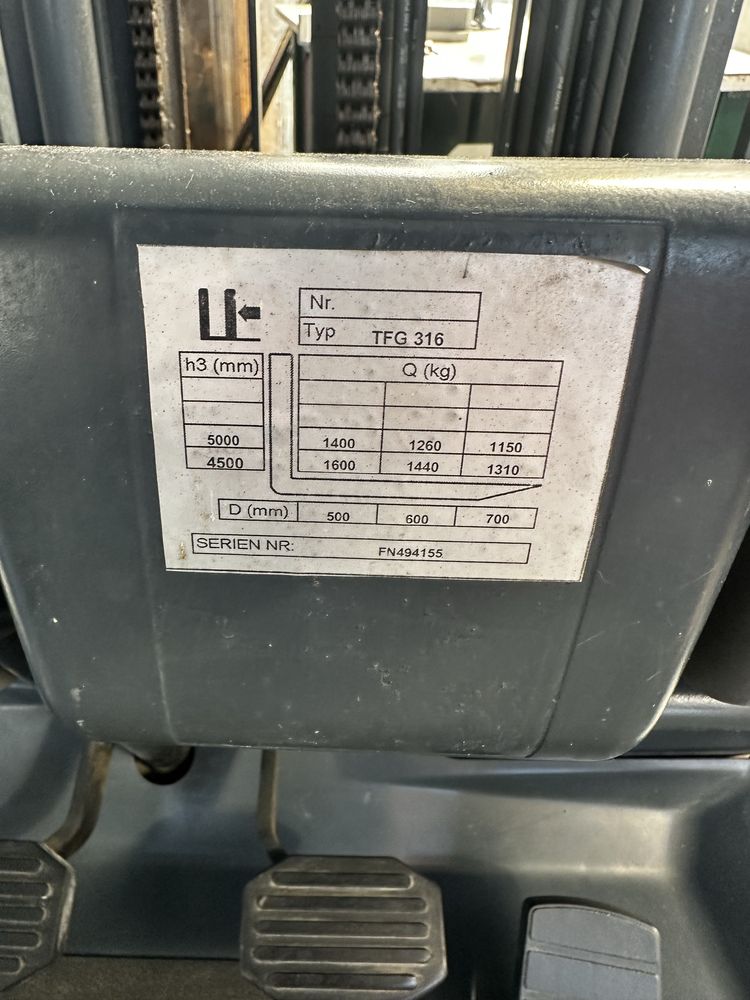 Nr.
Typ TFG 316
h3 (mm) Q (kg)
5000 1400 1260 1150
4500 1600 1440 1310
D (mm) 500 600 700
SERIEN NR: FN494155